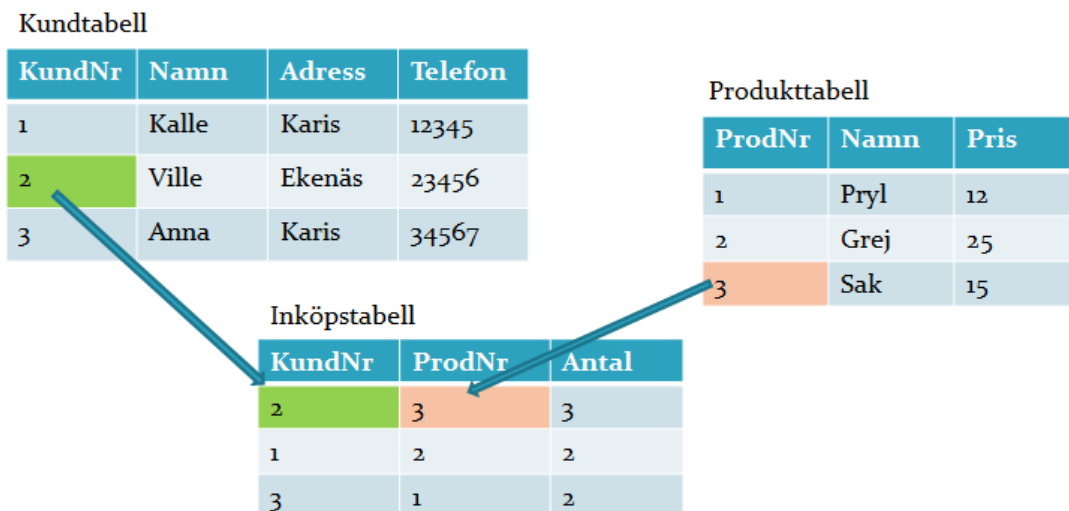 Kundtabell
KundNr Namn Adress Telefon
1 Kalle Karis 12345
2 Ville Ekenäs 23456
3 Anna Karis 34567
Produkttabell
ProdNr Namn Pris
1 Pryl 12
2 Grej 25
3 Sak 15
Inköpstabell
KundNr ProdNr Antal
2 3 3
1 2 2
3 1 2